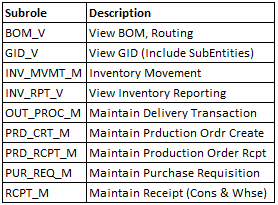 Subrole Description
BOM_V View BOM, Routing
GID_V View GID (Include SubEntities)
INV_MVMT_M Inventory Movement
INV_RPT_V View Inventory Reporting
OUT_PROC_M Maintain Delivery Transaction
PRD_CRT_M Maintain Prduction Ordr Create
PRD_RCPT_M Maintain Production Order Rcpt
PUR_REQ_M Maintain Purchase Requisition
RCPT_M Maintain Receipt (Cons & Whse)